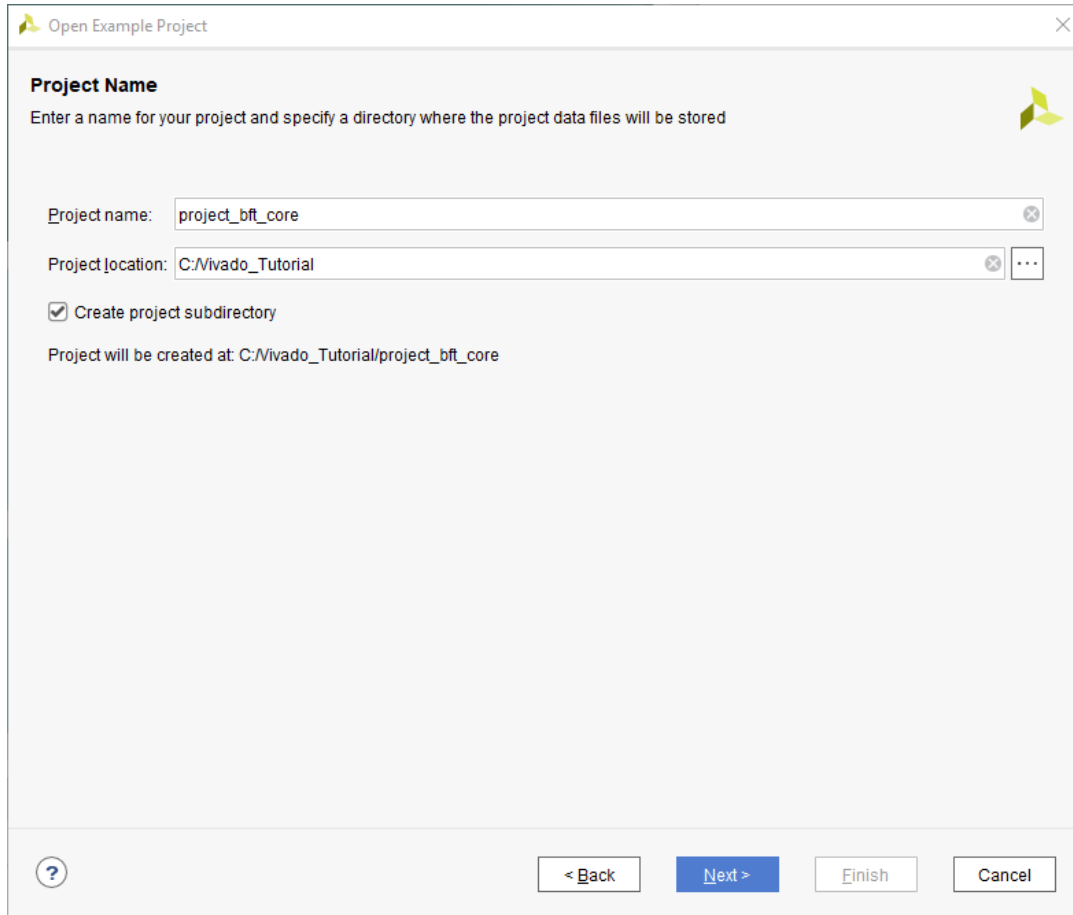 Open Example Project
Project Name
Enter a name for your project and specify a directory where the project data files will be stored
Project name: project_bft_core
Project location: C:/Vivado_Tutorial ...
Create project subdirectory
Project will be created at: C:/Vivado_Tutorial/project_bft_core
? < Back Next > Finish Cancel